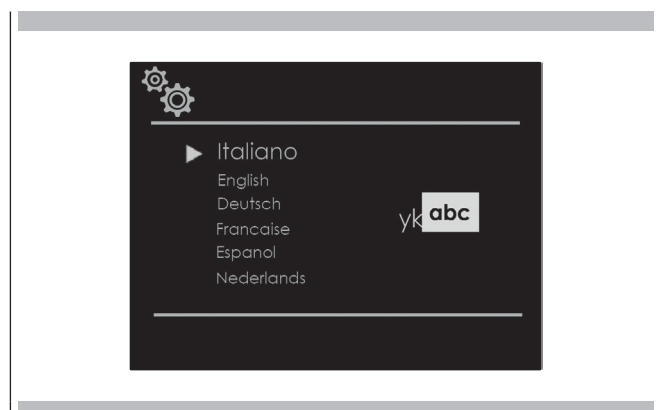 Italiano
English
Deutsch
Francaise
Espanol
Nederlands
yk abc